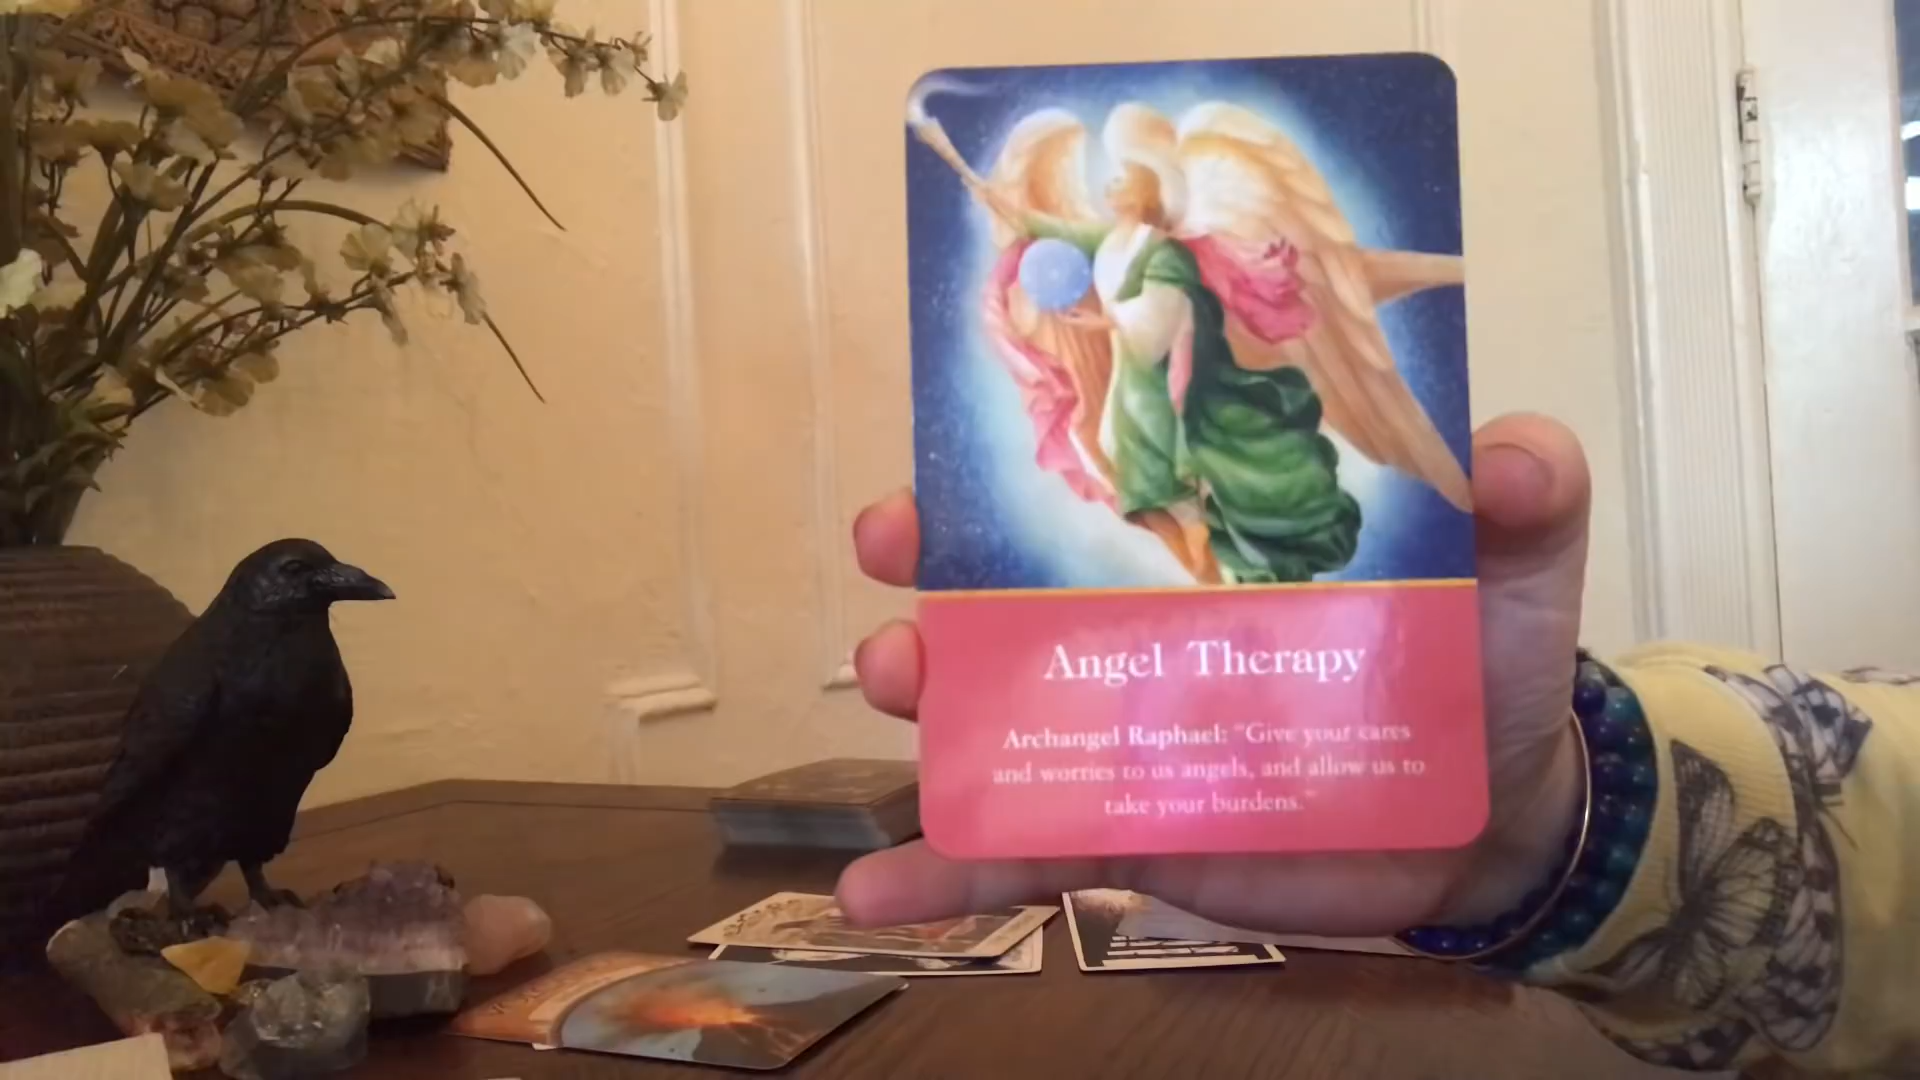 Angel Therapy
Archangel Raphael: "Give your cares
and worries to us angels, and allow us to
take your burdens."